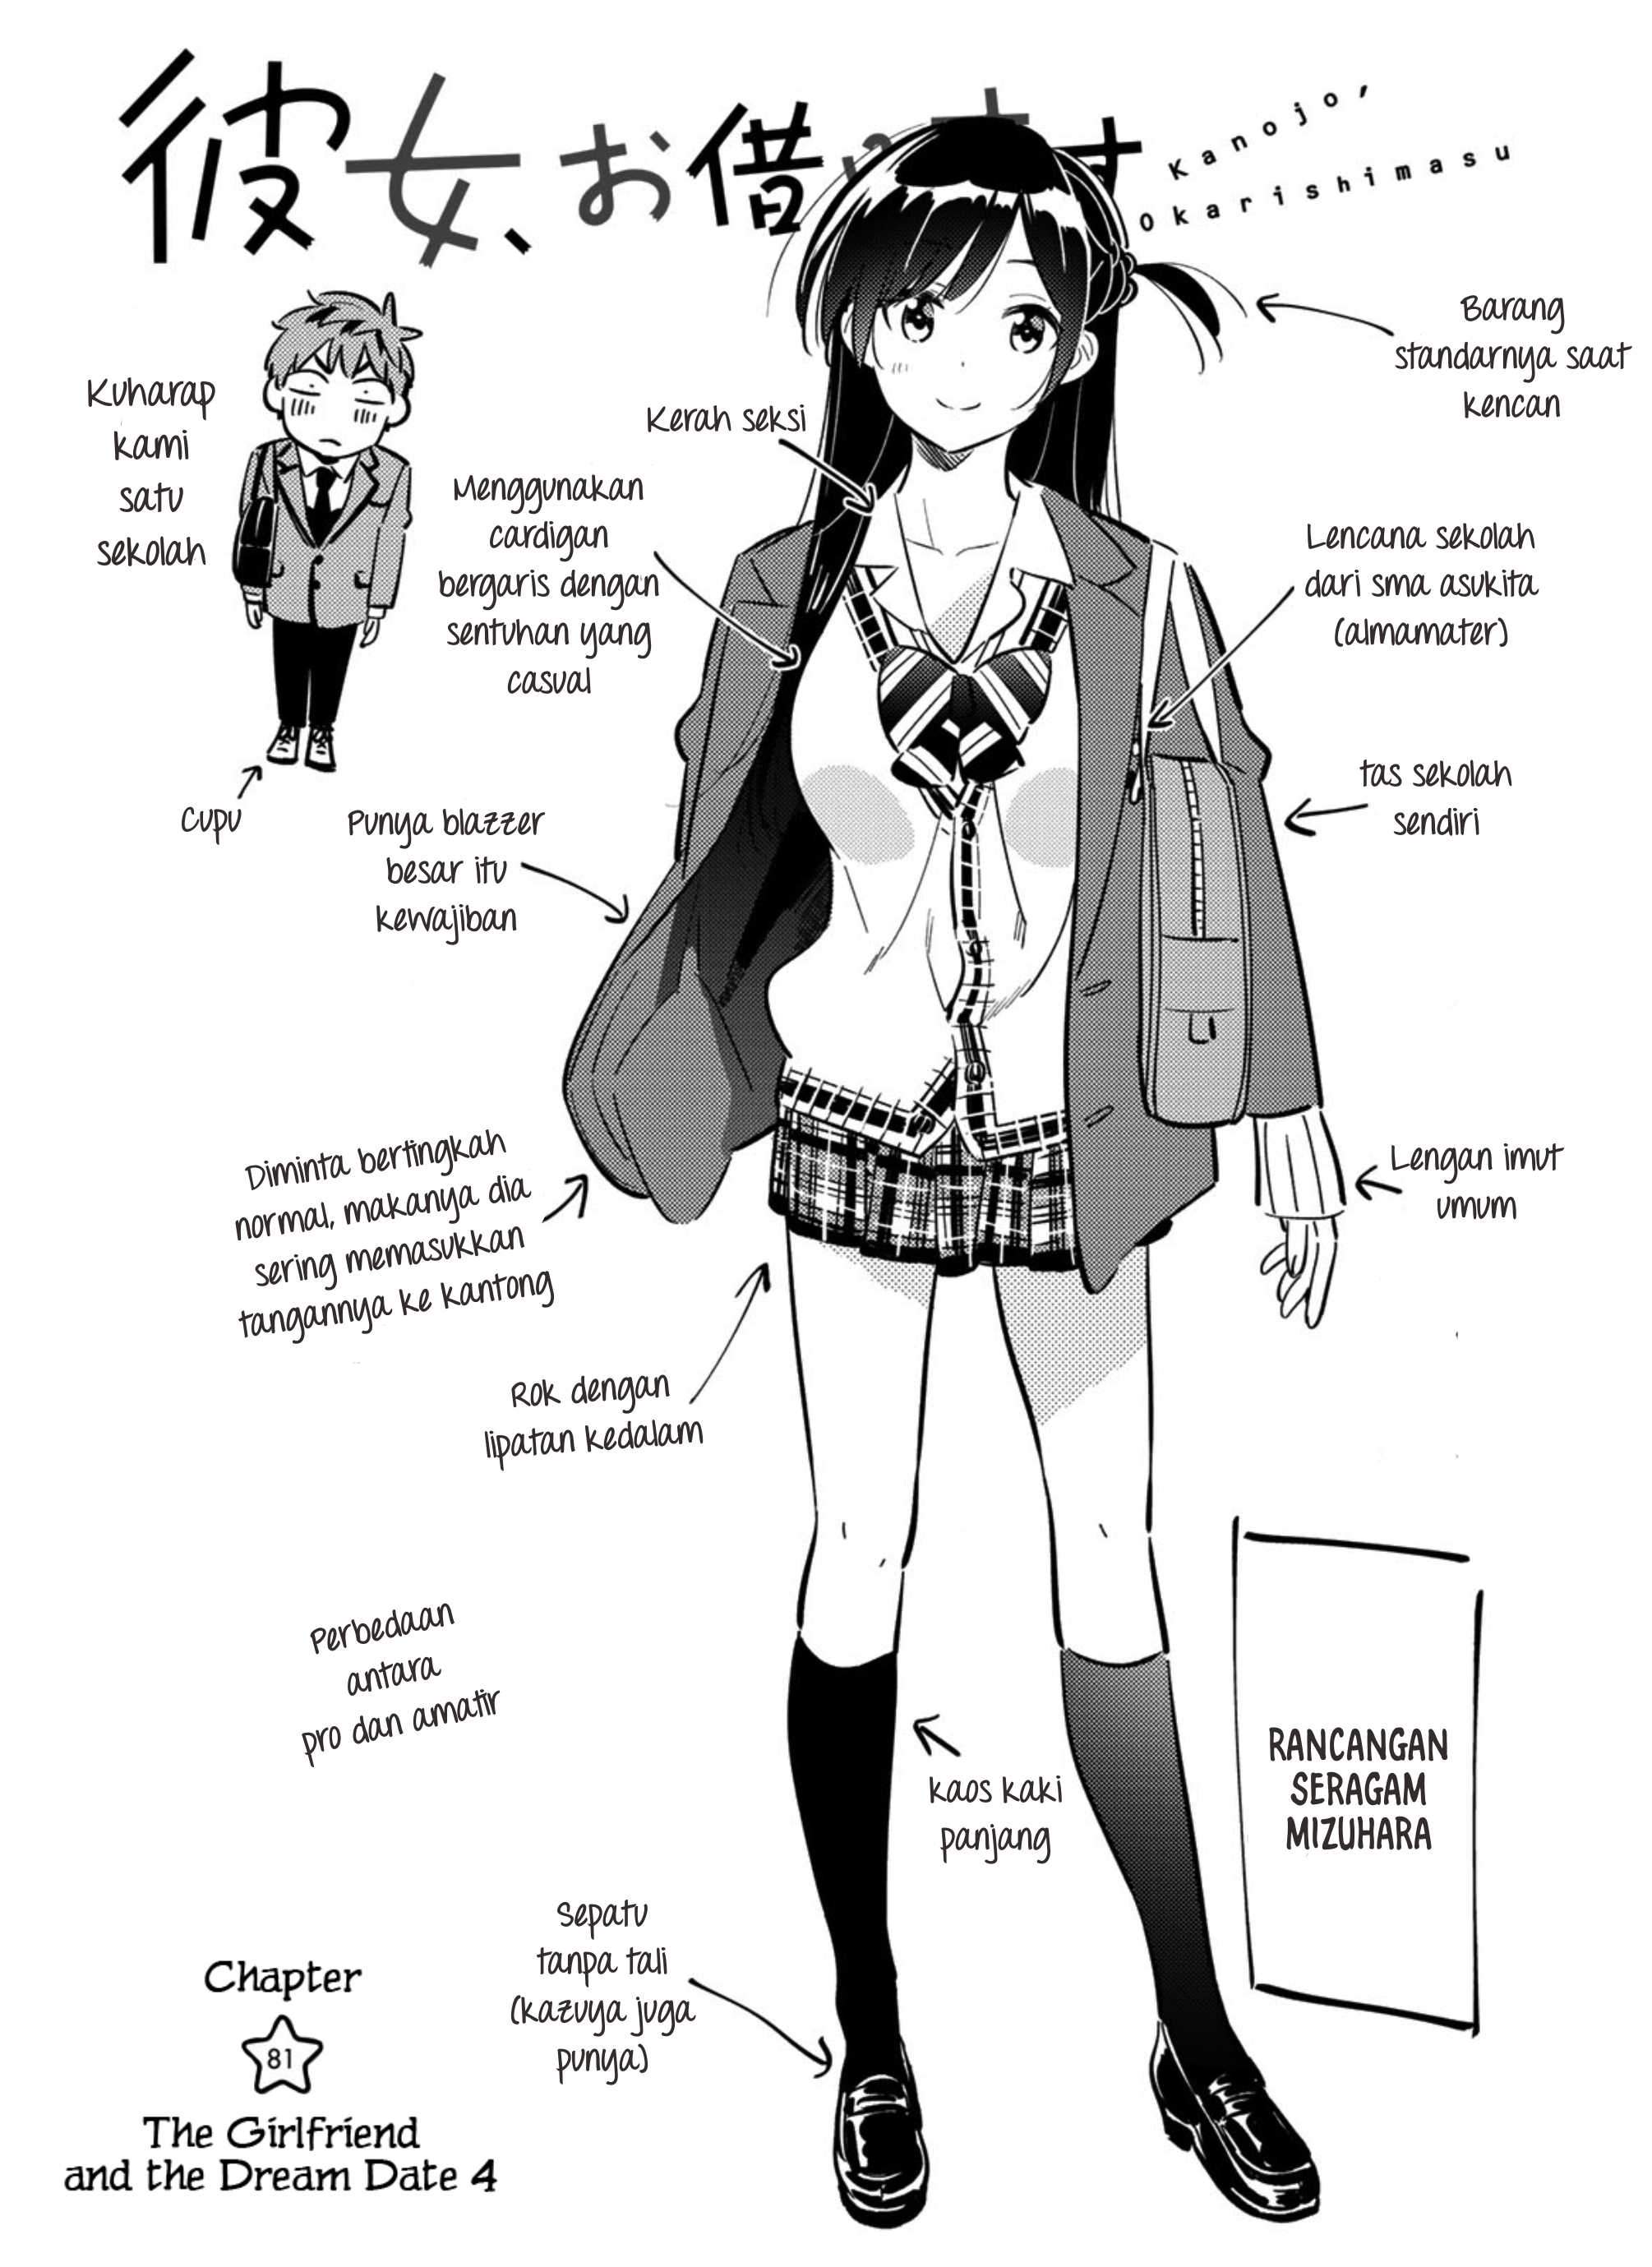 彼女、お借りします
Kanojo,
Okarishimasu
Barang
standarnya saat
kencan
Kuharap
kami
satu
sekolah
Kerah seksi
Menggunakan
cardigan
bergaris dengan
sentuhan yang
casual
Lencana sekolah
dari sma asukita
(almamater)
tas sekolah
sendiri
Cupu
Punya blazzer
besar itu
kewajiban
Diminta bertingkah
normal, makanya dia
sering memasukkan
tangannya ke kantong
Lengan imut
umum
Rok dengan
lipatan kedalam
Perbedaan
antara
pro dan amatir
kaos kaki
panjang
RANCANGAN
SERAGAM
MIZUHARA
Sepatu
tanpa tali
(kazuya juga
punya)
Chapter
81
The Girlfriend
and the Dream Date 4